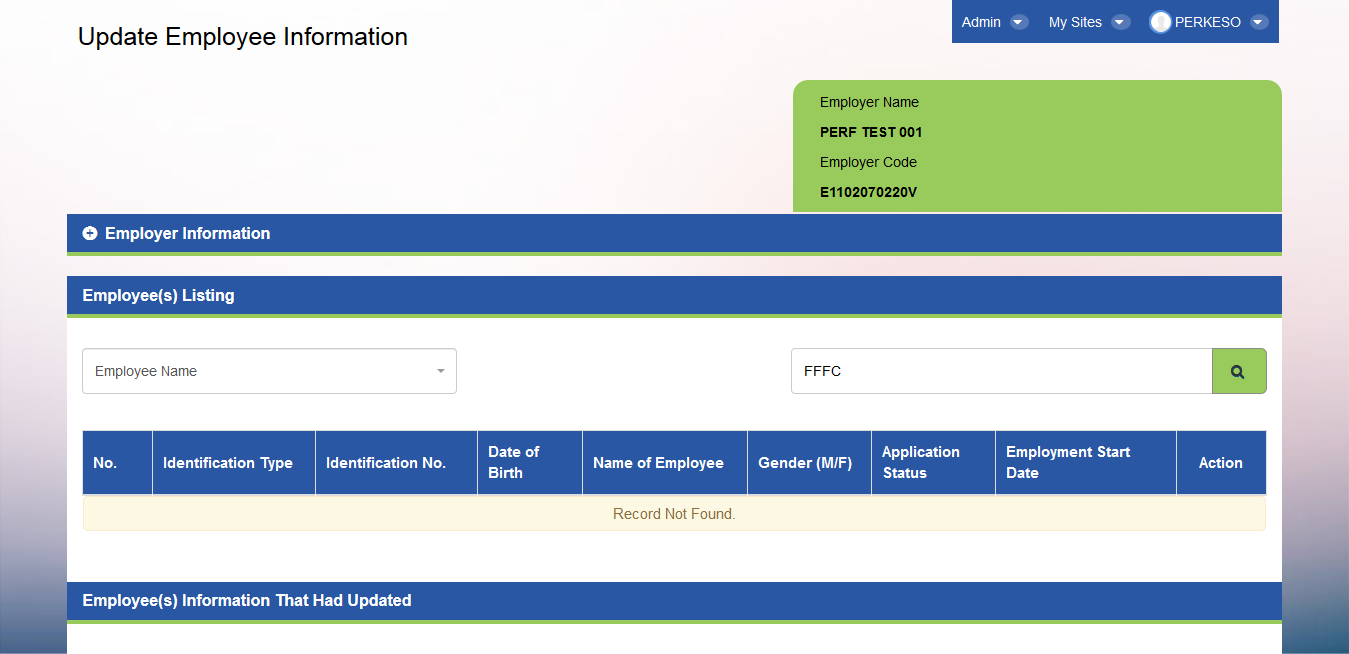 Update Employee Information
Admin
My Sites
PERKESO
Employer Name
PERF TEST 001
Employer Code
E1102070220V
Employer Information
Employee(s) Listing
Employee Name
FFFC
No.
Identification Type
Identification No.
Date of
Birth
Name of Employee
Gender (M/F)
Application
Status
Employment Start
Date
Action
Record Not Found.
Employee(s) Information That Had Updated